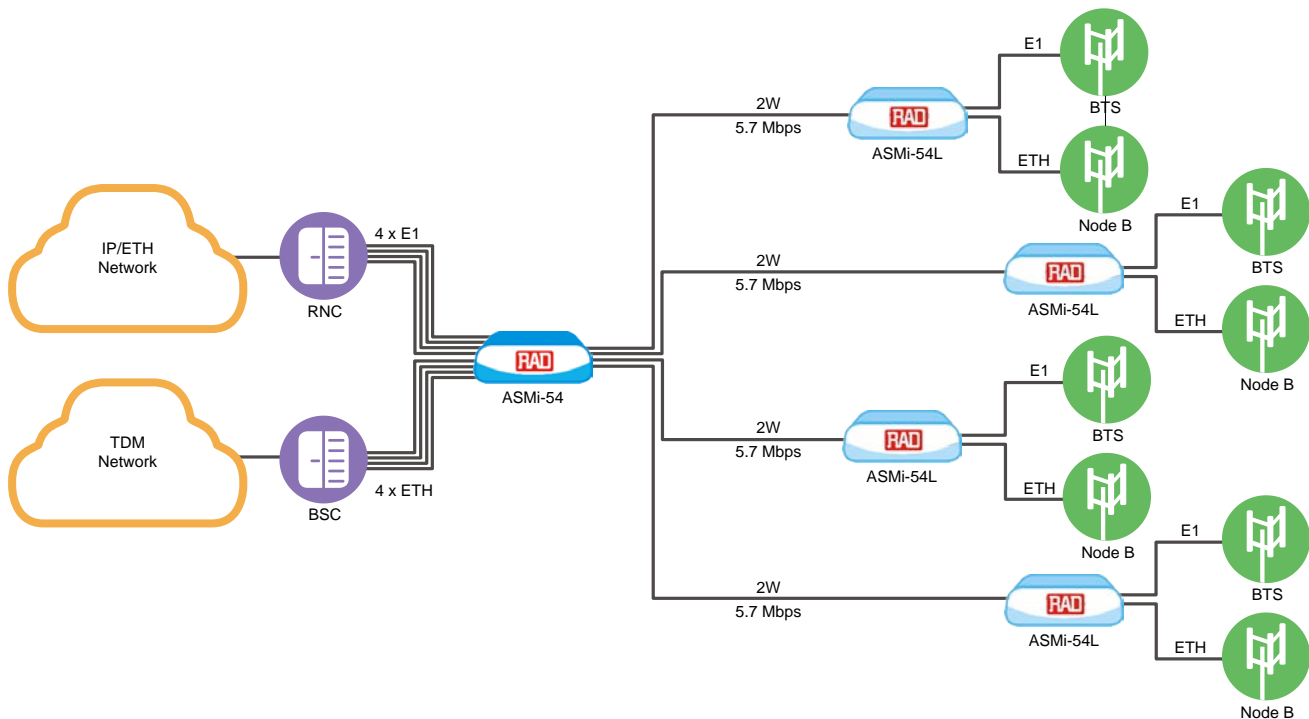 E1
BTS
2W
5.7 Mbps
RAD
ASMi-54L
ETH
Node B
E1
BTS
IP/ETH
Network
4 x E1
RNC
2W
5.7 Mbps
RAD
ASMi-54L
ETH
Node B
RAD
ASMi-54
E1
BTS
TDM
Network
4 x ETH
BSC
2W
5.7 Mbps
RAD
ASMi-54L
ETH
Node B
E1
BTS
2W
5.7 Mbps
RAD
ASMi-54L
ETH
Node B